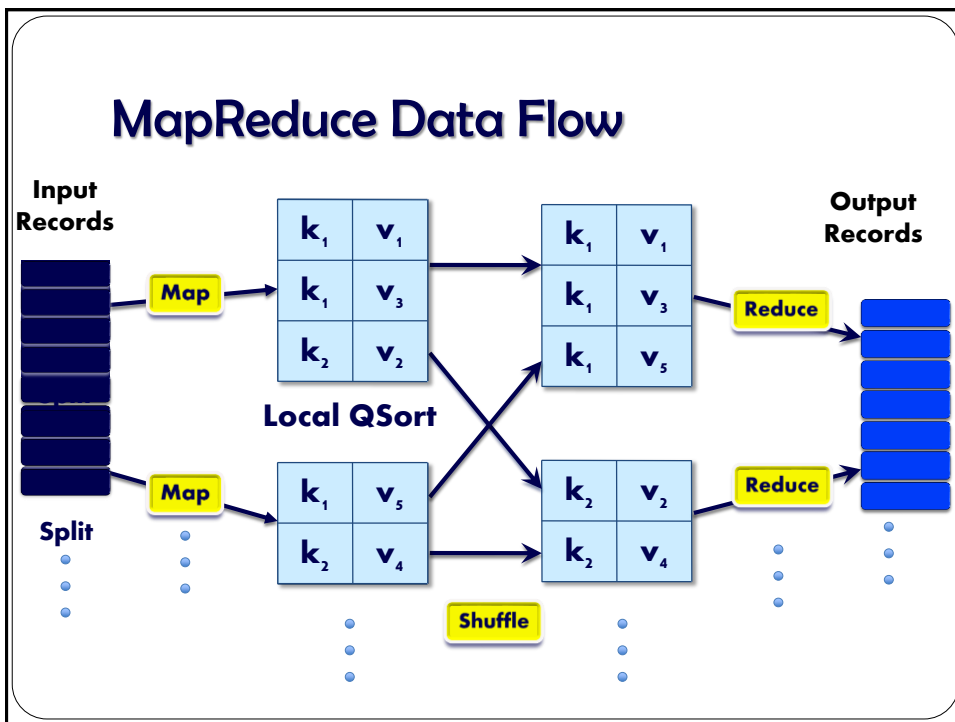 MapReduce Data Flow
Input
Records
Output
Records
k₁ v₁
k₁ v₃
k₂ v₂
k₁ v₁
k₁ v₃
k₁ v₅
Map
Reduce
Local QSort
Map
k₁ v₅
k₂ v₄
k₂ v₂
k₂ v₄
Reduce
Split
Shuffle